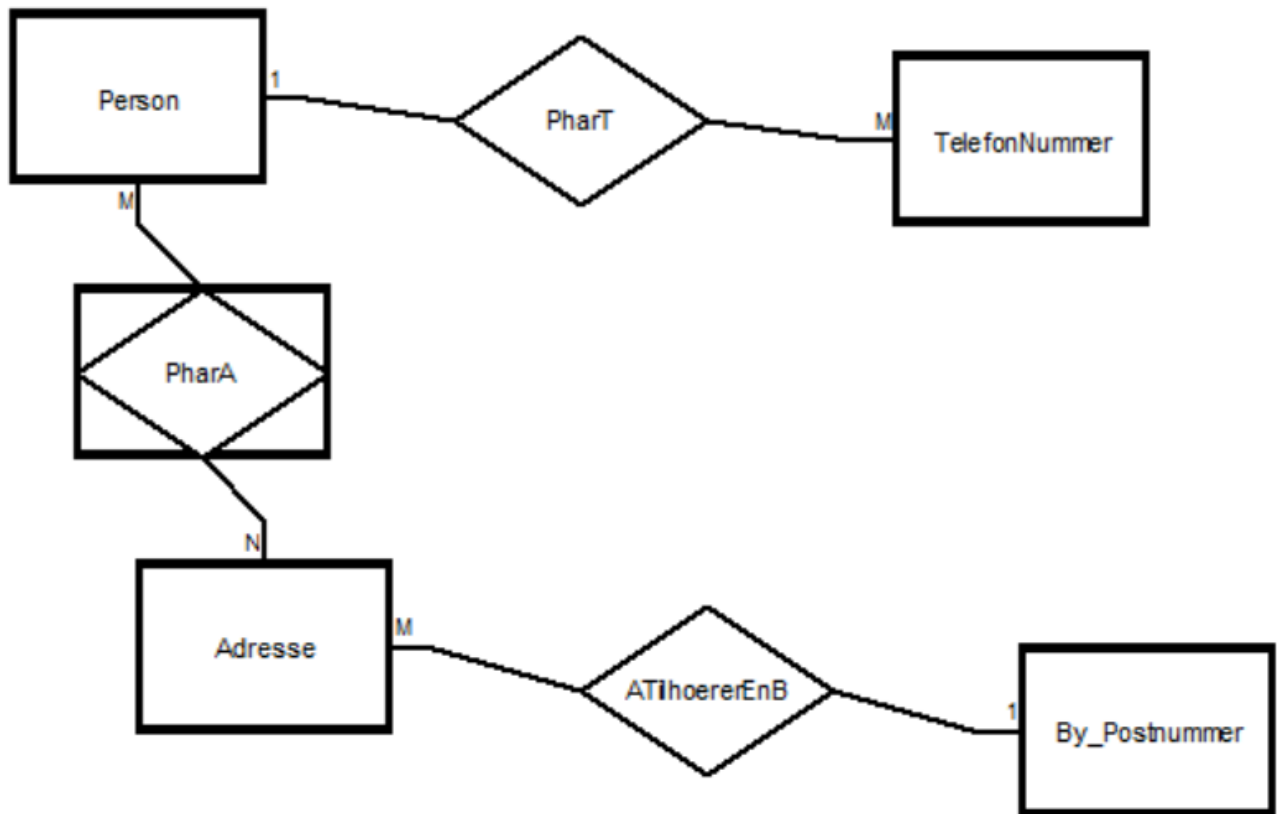 Person
1
PharT
M
TelefonNummer
M
PharA
N
Adresse
M
ATilhoererEnB
1
By_Postnummer